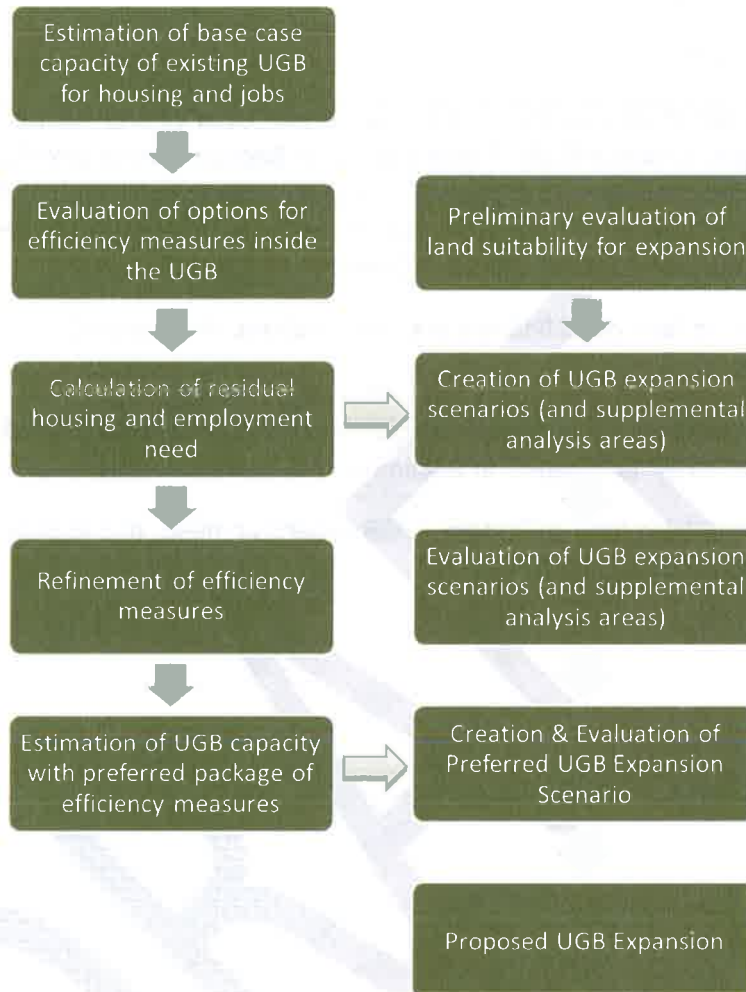 Estimation of base case
capacity of existing UGB
for housing and jobs
Evaluation of options for
efficiency measures inside
the UGB
Calculation of residual
housing and employment
need
Refinement of efficiency
measures
Estimation of UGB capacity
with preferred package of
efficiency measures
Preliminary evaluation of
land suitability for expansion
Creation of UGB expansion
scenarios (and supplemental
analysis areas)
Evaluation of UGB expansion
scenarios (and supplemental
analysis areas)
Creation & Evaluation of
Preferred UGB Expansion
Scenario
Proposed UGB Expansion